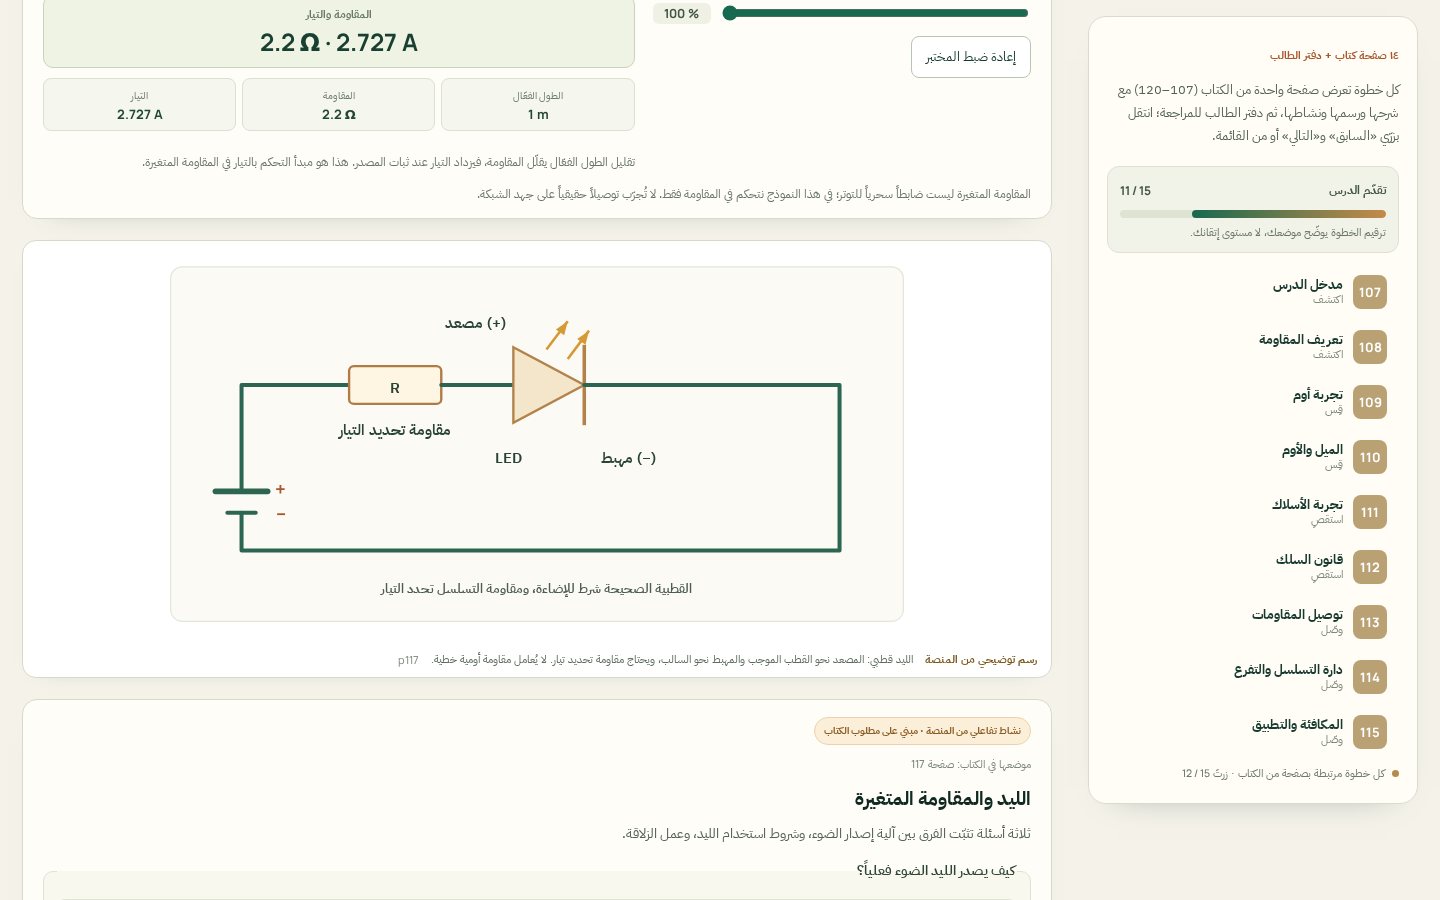 ١٤ صفحة كتاب + دفتر الطالب
كل خطوة تعرض صفحة واحدة من الكتاب (107–120) مع
شرحها ورسمها ونشاطها، ثم دفتر الطالب للمراجعة؛ انتقل
بزرّي «السابق» و«التالي» أو من القائمة.
تقدّم الدرس
11 / 15
ترقيم الخطوة يوضّح موضعك، لا مستوى إتقانك.
107
مدخل الدرس
اكتشف
108
تعريف المقاومة
اكتشف
109
تجربة أوم
قِس
110
الميل والأوم
قِس
111
تجربة الأسلاك
استقصِ
112
قانون السلك
استقصِ
113
توصيل المقاومات
وصّل
114
دارة التسلسل والتفرع
وصّل
115
المكافئة والتطبيق
وصّل
كل خطوة مرتبطة بصفحة من الكتاب · زرتَ 15 / 12
100 %
إعادة ضبط المختبر
المقاومة والتيار
2.2 Ω · 2.727 A
الطول الفعّال
1 m
المقاومة
2.2 Ω
التيار
2.727 A
تقليل الطول الفعّال يقلّل المقاومة، فيزداد التيار عند ثبات المصدر. هذا هو مبدأ التحكم بالتيار في المقاومة المتغيرة.
المقاومة المتغيرة ليست ضابطاً سحرياً للتوتر؛ في هذا النموذج نتحكم في المقاومة فقط. لا تُجرّب توصيلاً حقيقياً على جهد الشبكة.
مصعد (+)
R
مقاومة تحديد التيار
LED
مهبط (−)
+
−
القطبية الصحيحة شرط للإضاءة، ومقاومة التسلسل تحدد التيار
رسم توضيحي من المنصة
الليد قطبي: المصعد نحو القطب الموجب والمهبط نحو السالب، ويحتاج مقاومة تحديد تيار. لا يُعامل مقاومة أومية خطية.
p117
نشاط تفاعلي من المنصة · مبني على مطلوب الكتاب
موضعها في الكتاب: صفحة 117
الليد والمقاومة المتغيرة
ثلاثة أسئلة تثبّت الفرق بين آلية إصدار الضوء، وشروط استخدام الليد، وعمل الزلاقة.
كيف يصدر الليد الضوء فعلياً؟